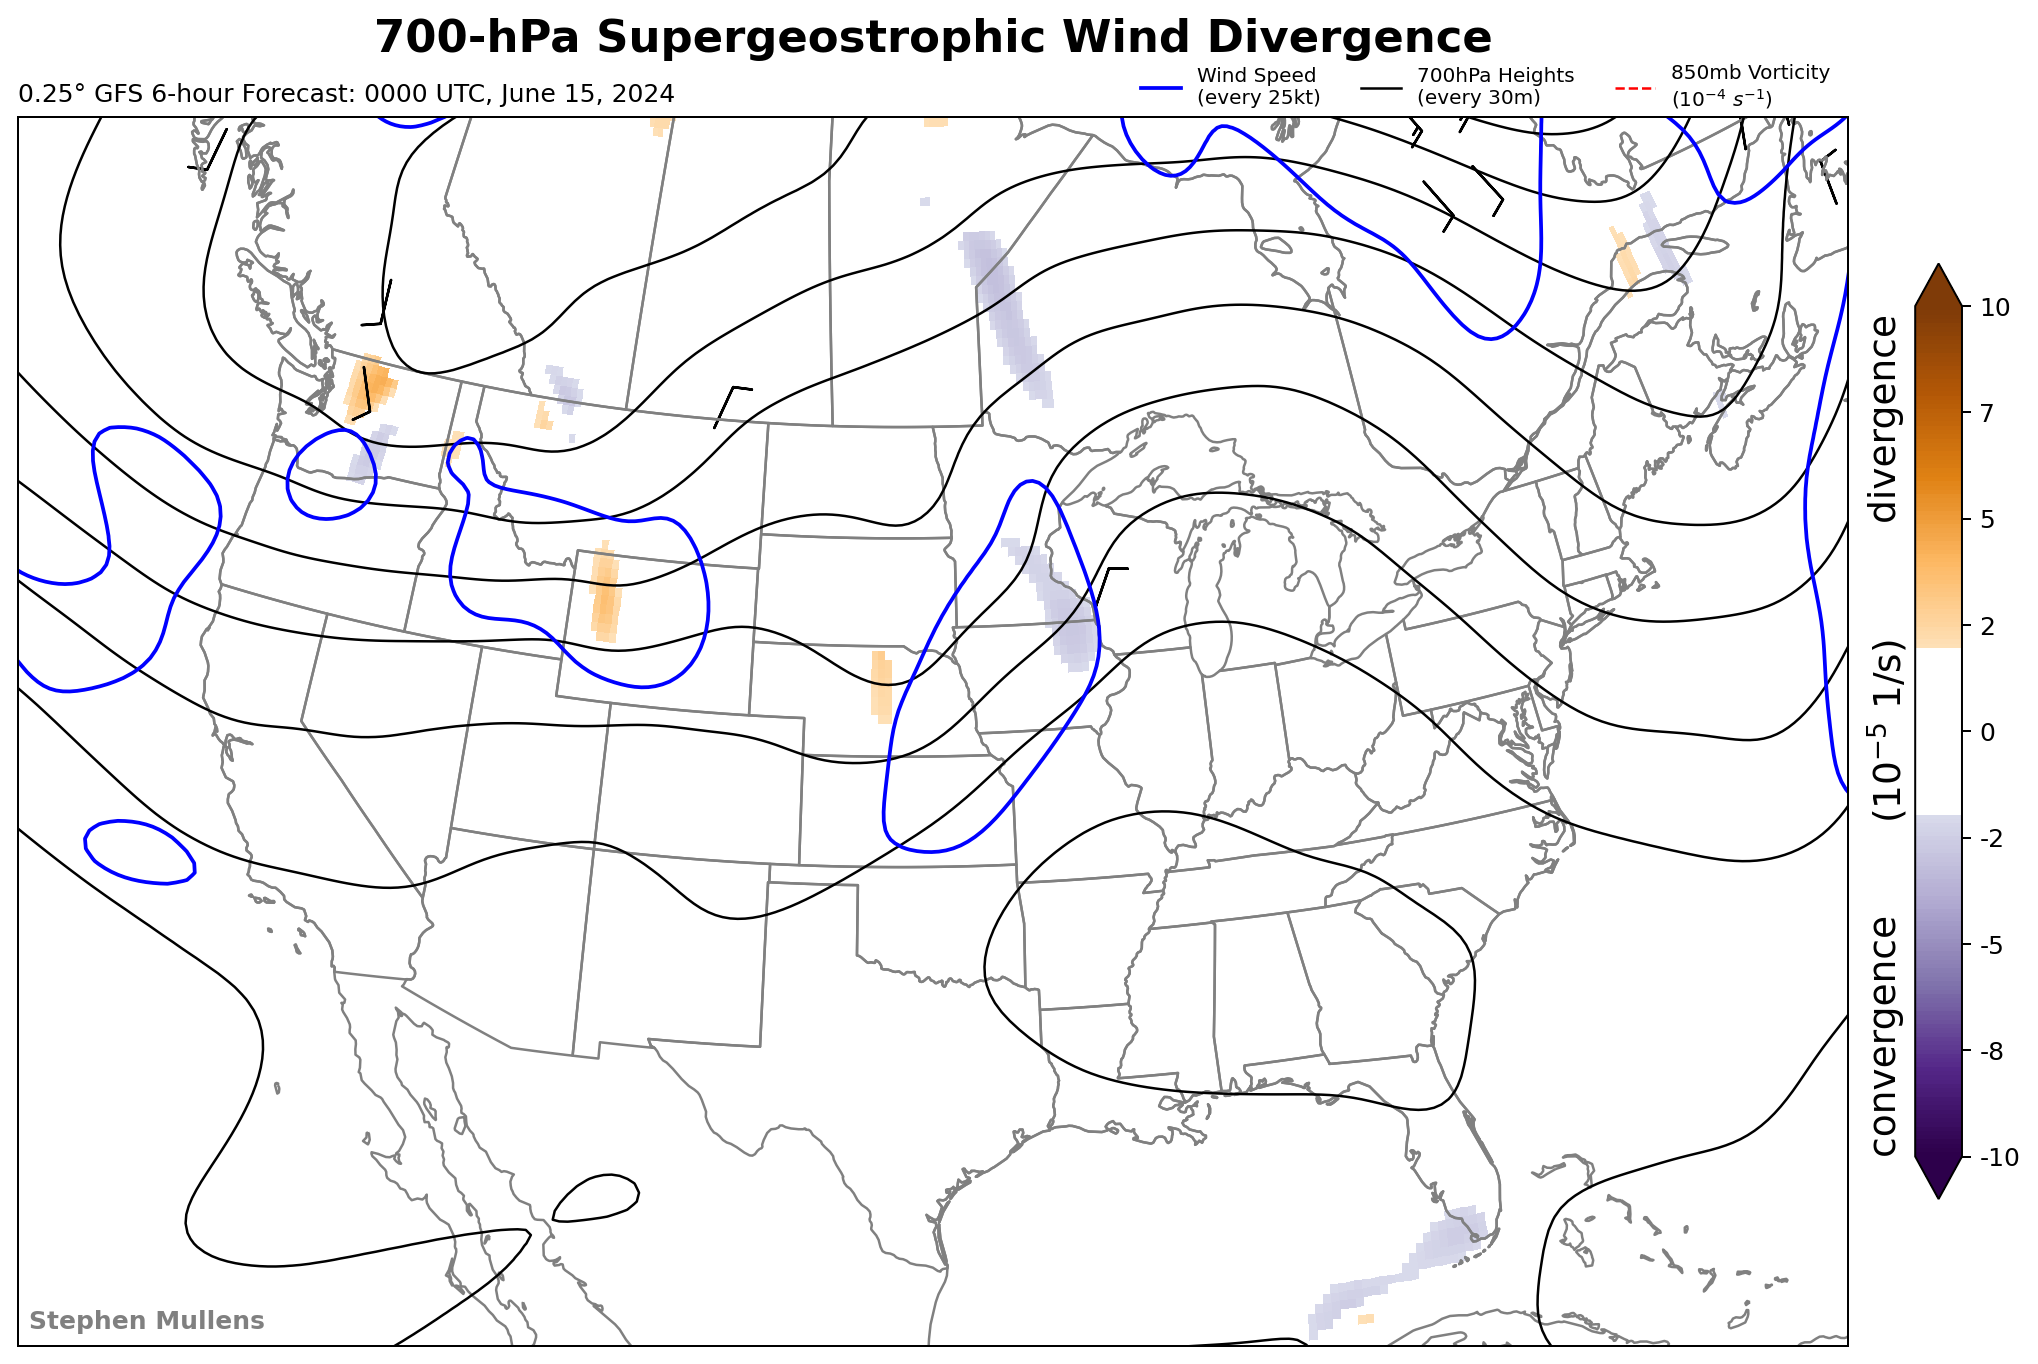 700-hPa Supergeostrophic Wind Divergence
0.25° GFS 6-hour Forecast: 0000 UTC, June 15, 2024
Wind Speed
(every 25kt)
700hPa Heights
(every 30m)
850mb Vorticity
(10⁻⁴ s⁻¹)
10
7
5
2
0
-2
-5
-8
-10
convergence (10⁻⁵ 1/s) divergence
Stephen Mullens